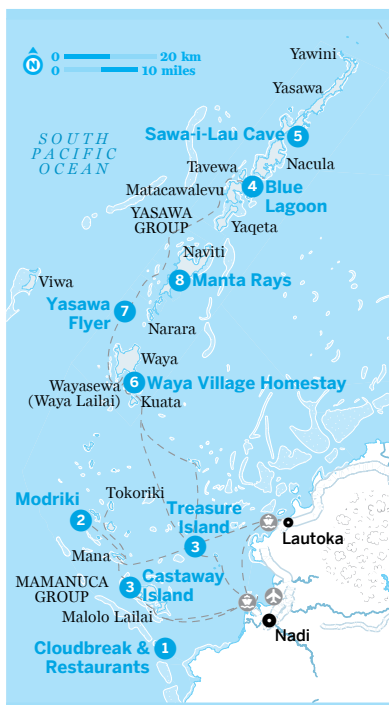 0 20 km
N
0 10 miles
Yawini
Yasawa
SOUTH
PACIFIC
OCEAN
Sawa-i-Lau Cave 5
Nacula
Tavewa
Matacawalevu
4 Blue
Lagoon
YASAWA
GROUP
Yaqeta
Naviti
Viwa
8 Manta Rays
Yasawa
Flyer
7
Narara
Waya
Wayasewa
(Waya Lailai)
6 Waya Village Homestay
Kuata
Tokoriki
Modriki
2
Treasure
Island
3
Lautoka
Mana
MAMANUCA
GROUP
3 Castaway
Island
Malolo Lailai
Nadi
Cloudbreak &
Restaurants
1